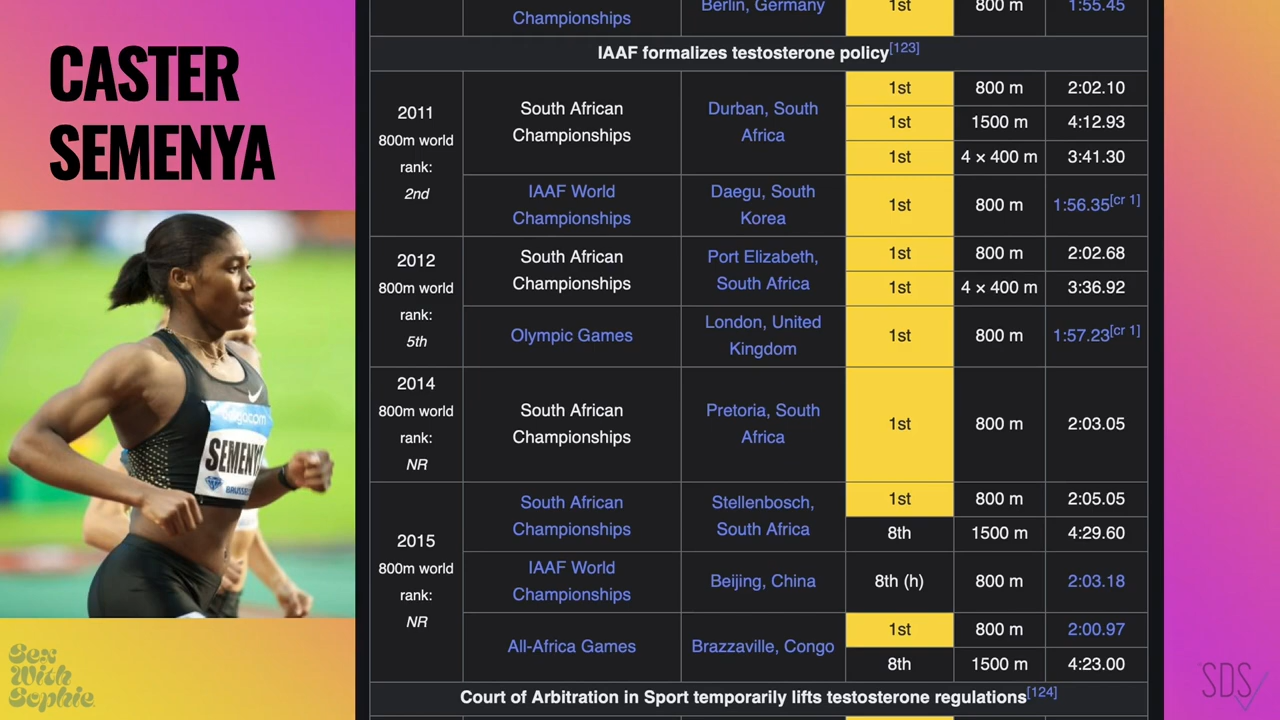 CASTER
SEMENYA
Championships Berlin, Germany 1st 800 m 1:55.45
IAAF formalizes testosterone policy[123]
2011
800m world
rank:
2nd
South African
Championships
Durban, South
Africa
1st 800 m 2:02.10
1st 1500 m 4:12.93
1st 4 × 400 m 3:41.30
IAAF World
Championships
Daegu, South
Korea
1st 800 m 1:56.35[cr 1]
2012
800m world
rank:
5th
South African
Championships
Port Elizabeth,
South Africa
1st 800 m 2:02.68
1st 4 × 400 m 3:36.92
Olympic Games
London, United
Kingdom
1st 800 m 1:57.23[cr 1]
2014
800m world
rank:
NR
South African
Championships
Pretoria, South
Africa
1st 800 m 2:03.05
2015
800m world
rank:
NR
South African
Championships
Stellenbosch,
South Africa
1st 800 m 2:05.05
8th 1500 m 4:29.60
IAAF World
Championships
Beijing, China
8th (h) 800 m 2:03.18
All-Africa Games
Brazzaville, Congo
1st 800 m 2:00.97
8th 1500 m 4:23.00
Court of Arbitration in Sport temporarily lifts testosterone regulations[124]
SEMENYA
BRUSSEL
Sex
With
Sophie
SDS